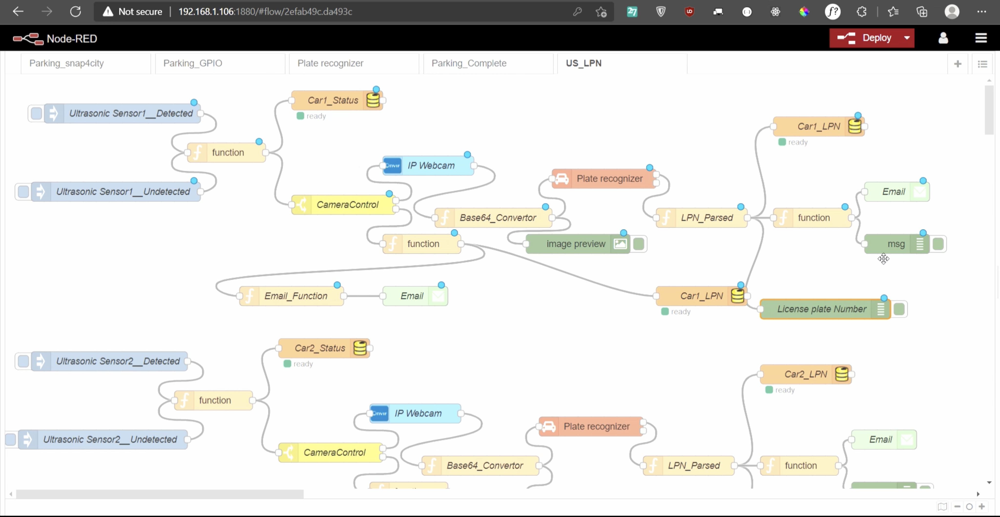 Not secure | 192.168.1.106:1880/#flow/2efab49c.da493c
27
f?
Node-RED
Deploy
Parking_snap4city
Parking_GPIO
Plate recognizer
Parking_Complete
US_LPN
Car1_Status
ready
Ultrasonic Sensor1__Detected
function
Ultrasonic Sensor1__Undetected
IP Webcam
CameraControl
Base64_Convertor
function
Plate recognizer
image preview
LPN_Parsed
Car1_LPN
ready
function
Email
msg
Email_Function
Email
Car1_LPN
ready
License plate Number
Car2_Status
ready
Ultrasonic Sensor2__Detected
function
Ultrasonic Sensor2__Undetected
IP Webcam
CameraControl
Base64_Convertor
Plate recognizer
LPN_Parsed
Car2_LPN
ready
function
Email